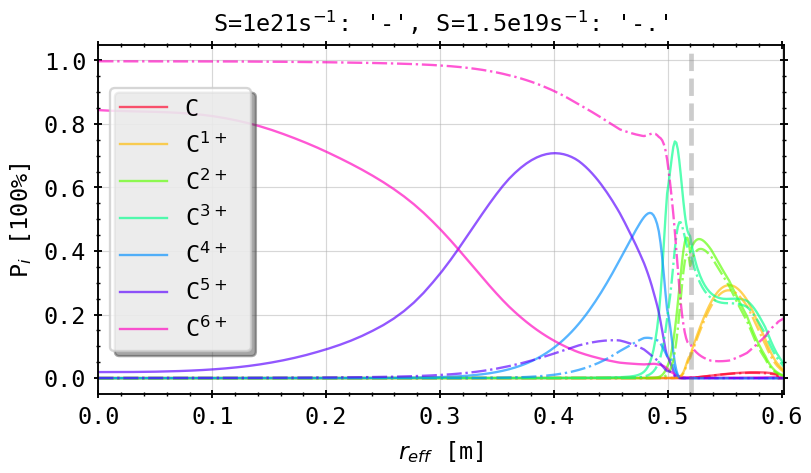 S=1e21s⁻¹: '-', S=1.5e19s⁻¹: '-.'
1.0
0.8
0.6
0.4
0.2
0.0
Pᵢ [100%]
C
C¹⁺
C²⁺
C³⁺
C⁴⁺
C⁵⁺
C⁶⁺
0.0 0.1 0.2 0.3 0.4 0.5 0.6
r_eff [m]